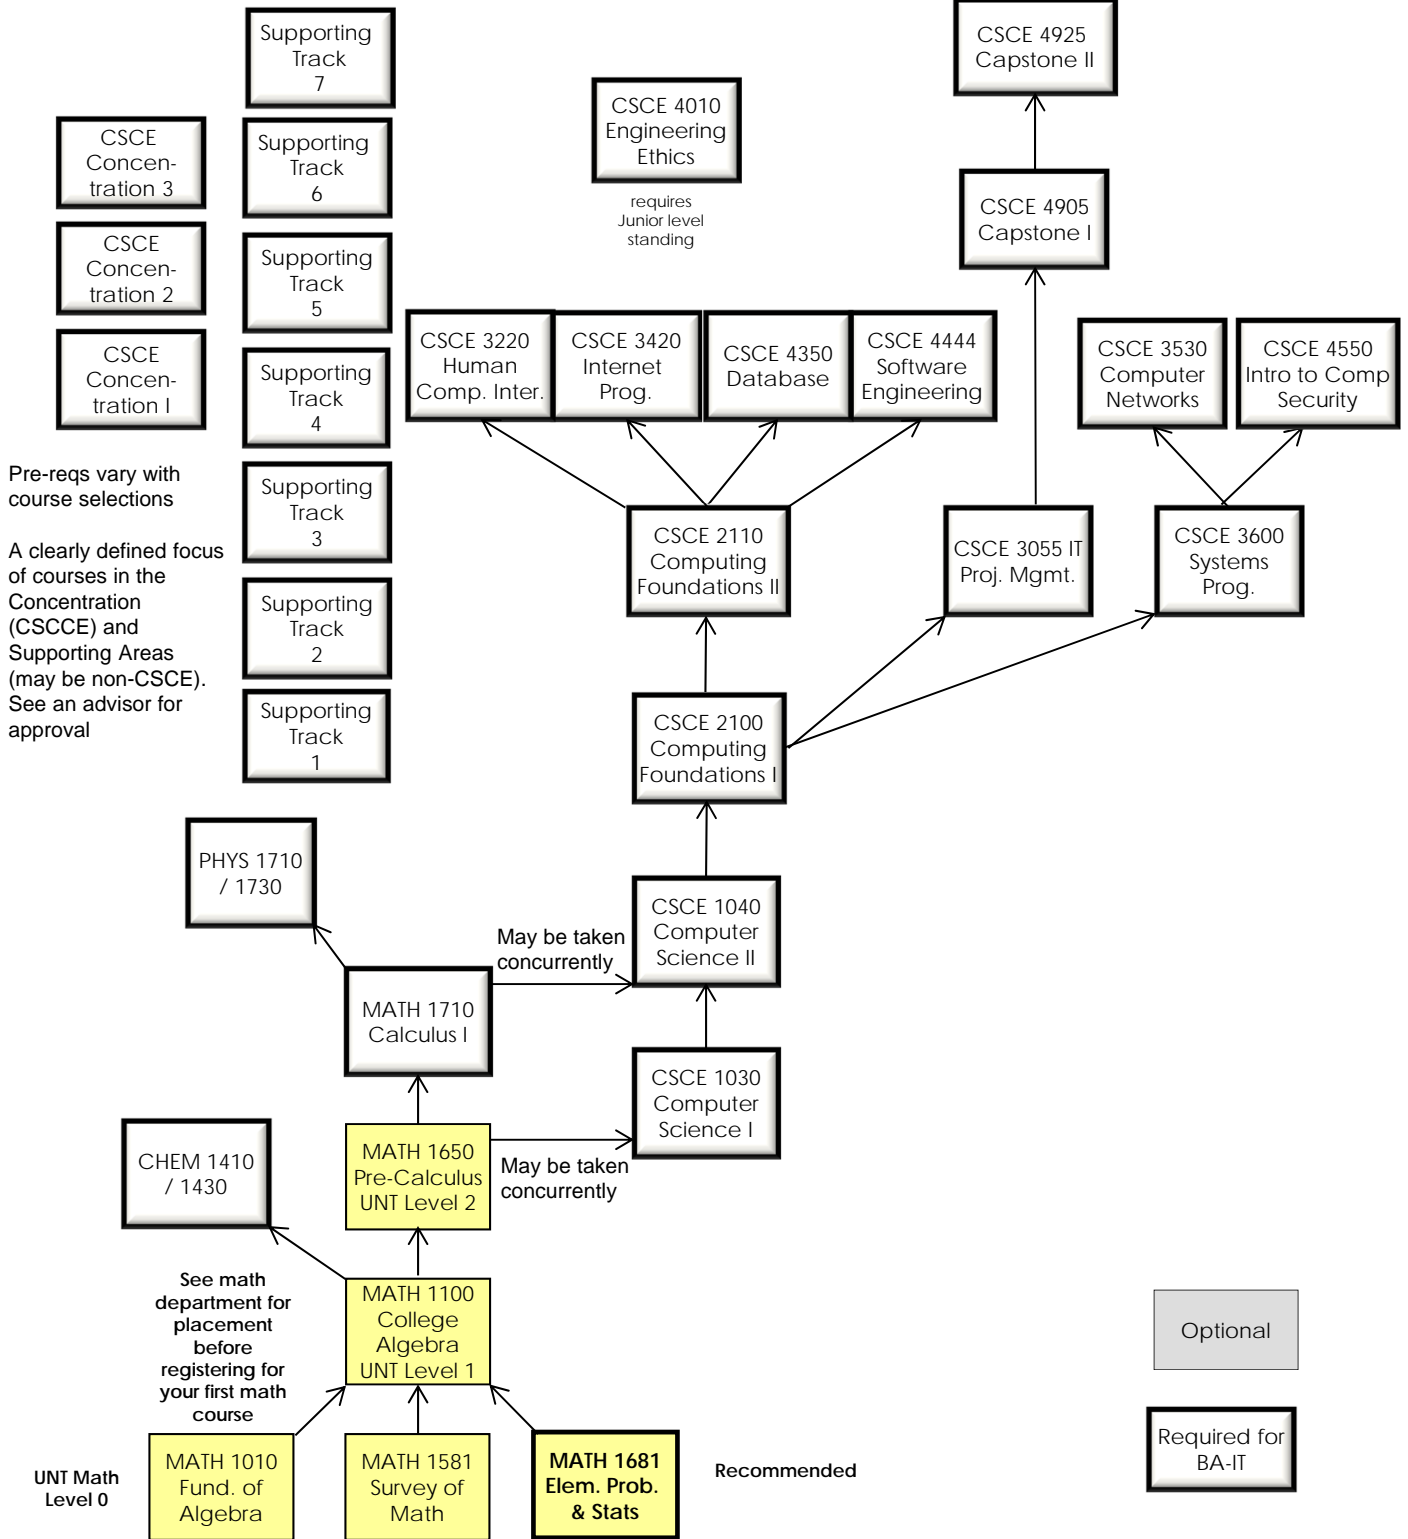 Supporting
Track
7
CSCE 4925
Capstone II
CSCE 4010
Engineering
Ethics
requires
Junior level
standing
CSCE
Concen-
tration 3
Supporting
Track
6
CSCE 4905
Capstone I
CSCE
Concen-
tration 2
Supporting
Track
5
CSCE
Concen-
tration I
Supporting
Track
4
CSCE 3220
Human
Comp. Inter.
CSCE 3420
Internet
Prog.
CSCE 4350
Database
CSCE 4444
Software
Engineering
CSCE 3530
Computer
Networks
CSCE 4550
Intro to Comp
Security
Pre-reqs vary with
course selections
A clearly defined focus
of courses in the
Concentration
(CSCCE) and
Supporting Areas
(may be non-CSCE).
See an advisor for
approval
Supporting
Track
3
Supporting
Track
2
Supporting
Track
1
CSCE 2110
Computing
Foundations II
CSCE 3055 IT
Proj. Mgmt.
CSCE 3600
Systems
Prog.
CSCE 2100
Computing
Foundations I
PHYS 1710
/ 1730
May be taken
concurrently
CSCE 1040
Computer
Science II
MATH 1710
Calculus I
CSCE 1030
Computer
Science I
CHEM 1410
/ 1430
MATH 1650
Pre-Calculus
UNT Level 2
May be taken
concurrently
See math
department for
placement
before
registering for
your first math
course
MATH 1100
College
Algebra
UNT Level 1
Optional
UNT Math
Level 0
MATH 1010
Fund. of
Algebra
MATH 1581
Survey of
Math
MATH 1681
Elem. Prob.
& Stats
Recommended
Required for
BA-IT